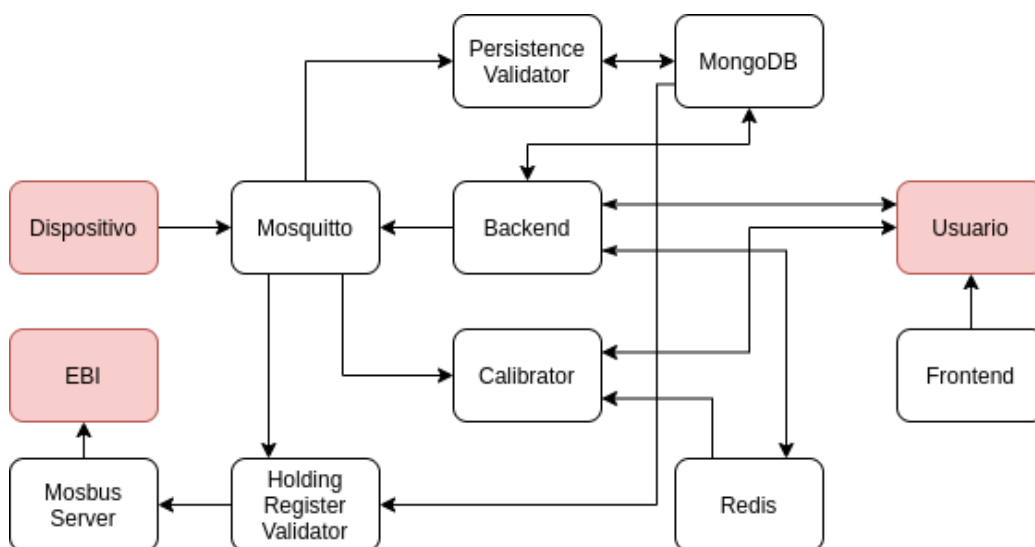 Persistence
Validator
MongoDB
Dispositivo
Mosquitto
Backend
Usuario
EBI
Calibrator
Frontend
Mosbus
Server
Holding
Register
Validator
Redis